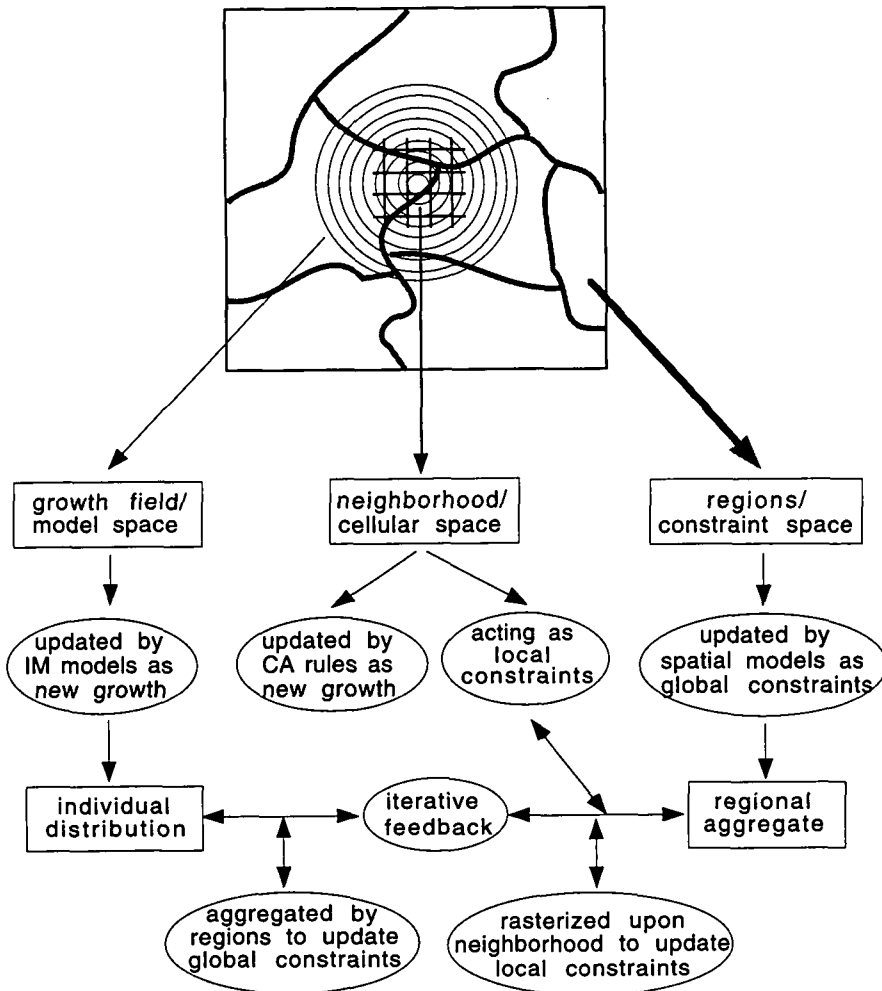 growth field/
model space
neighborhood/
cellular space
regions/
constraint space
updated by
IM models as
new growth
updated by
CA rules as
new growth
acting as
local
constraints
updated by
spatial models as
global constraints
individual
distribution
iterative
feedback
regional
aggregate
aggregated by
regions to update
global constraints
rasterized upon
neighborhood to update
local constraints